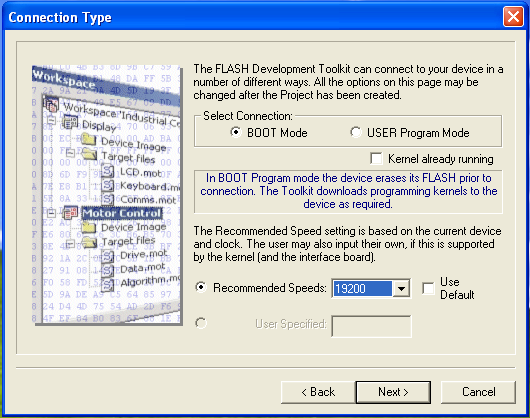 Connection Type
Workspace
Workspace 'Industrial Co
Display
Device Image
Target files
LCD.mot
Keyboard.mot
Comms.mot
Motor Control
Device Image
Target files
Drive.mot
Data.mot
Algorithm.mot
The FLASH Development Toolkit can connect to your device in a
number of different ways. All the options on this page may be
changed after the Project has been created.
Select Connection:
BOOT Mode USER Program Mode
Kernel already running
In BOOT Program mode the device erases its FLASH prior to
connection. The Toolkit downloads programming kernels to the
device as required.
The Recommended Speed setting is based on the current device
and clock. The user may also input their own, if this is supported
by the kernel (and the interface board).
Recommended Speeds: 19200 Use
Default
User Specified:
< Back Next > Cancel